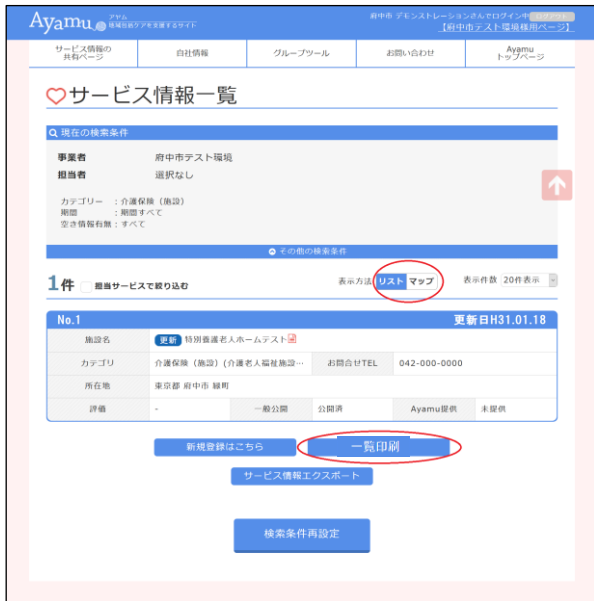 Ayamu アヤム 地域包括ケアを支援するサイト
府中市 デモンストレーションさんでログイン中 ログアウト
【府中市テスト環境様用ページ】
サービス情報の共有ページ 自社情報 グループツール お問い合わせ Ayamuトップページ
サービス情報一覧
現在の検索条件
事業者 府中市テスト環境
担当者 選択なし
カテゴリー ：介護保険（施設）
期間 ：期間すべて
空き情報有無：すべて
その他の検索条件
1件 担当サービスで絞り込む 表示方法 リスト マップ 表示件数 20件表示
No.1 更新日H31.01.18
施設名 更新 特別養護老人ホームテスト
カテゴリ 介護保険（施設）(介護老人福祉施設… お問合せTEL 042-000-0000
所在地 東京都 府中市 緑町
評価 - 一般公開 公開済 Ayamu提供 未提供
新規登録はこちら 一覧印刷
サービス情報エクスポート
検索条件再設定